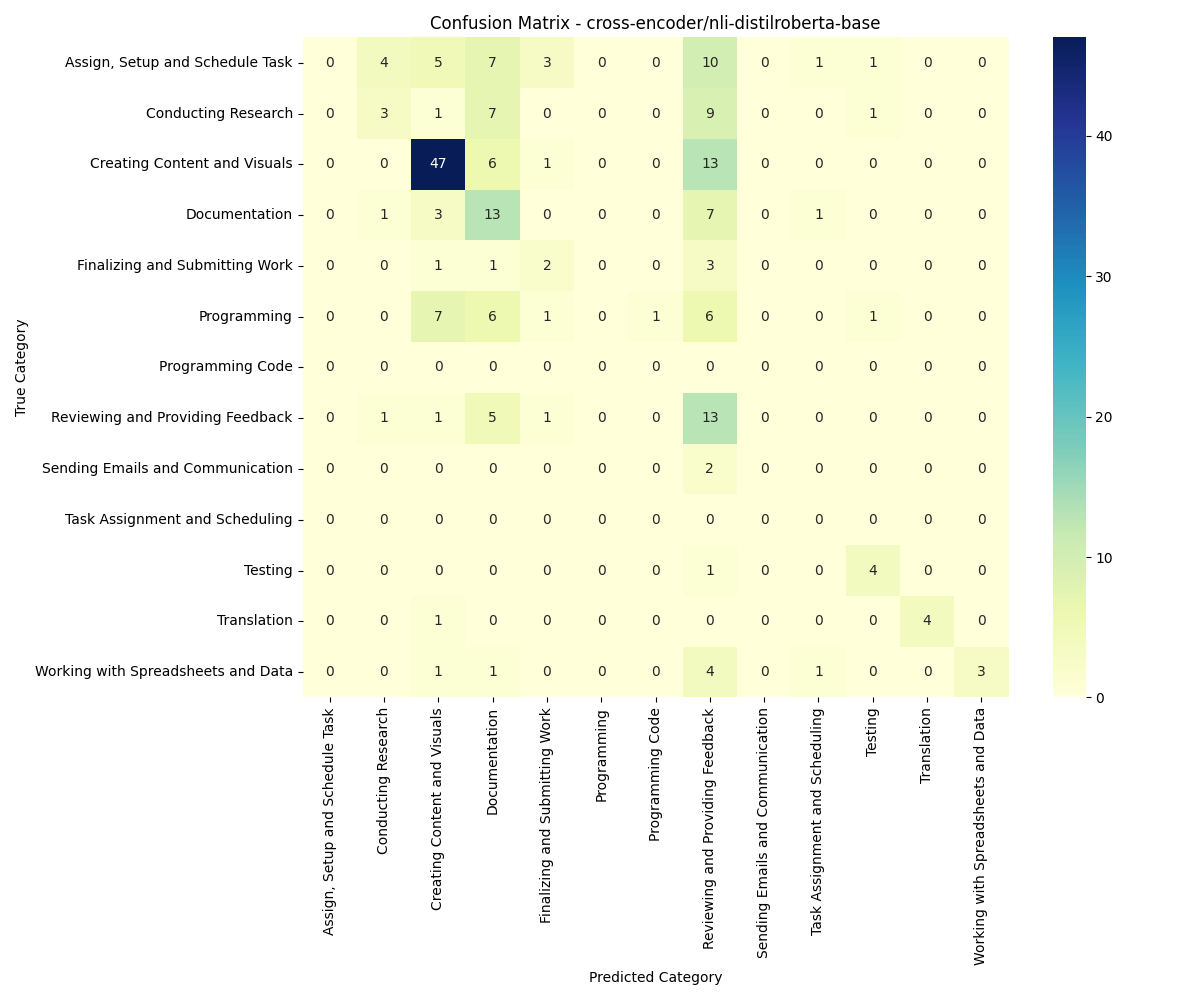 Confusion Matrix - cross-encoder/nli-distilroberta-base
True Category
Assign, Setup and Schedule Task 0 4 5 7 3 0 0 10 0 1 1 0 0
Conducting Research 0 3 1 7 0 0 0 9 0 0 1 0 0
Creating Content and Visuals 0 0 47 6 1 0 0 13 0 0 0 0 0
Documentation 0 1 3 13 0 0 0 7 0 1 0 0 0
Finalizing and Submitting Work 0 0 1 1 2 0 0 3 0 0 0 0 0
Programming 0 0 7 6 1 0 1 6 0 0 1 0 0
Programming Code 0 0 0 0 0 0 0 0 0 0 0 0 0
Reviewing and Providing Feedback 0 1 1 5 1 0 0 13 0 0 0 0 0
Sending Emails and Communication 0 0 0 0 0 0 0 2 0 0 0 0 0
Task Assignment and Scheduling 0 0 0 0 0 0 0 0 0 0 0 0 0
Testing 0 0 0 0 0 0 0 1 0 0 4 0 0
Translation 0 0 1 0 0 0 0 0 0 0 0 4 0
Working with Spreadsheets and Data 0 0 1 1 0 0 0 4 0 1 0 0 3
Assign, Setup and Schedule Task
Conducting Research
Creating Content and Visuals
Documentation
Finalizing and Submitting Work
Programming
Programming Code
Reviewing and Providing Feedback
Sending Emails and Communication
Task Assignment and Scheduling
Testing
Translation
Working with Spreadsheets and Data
Predicted Category
40
30
20
10
0